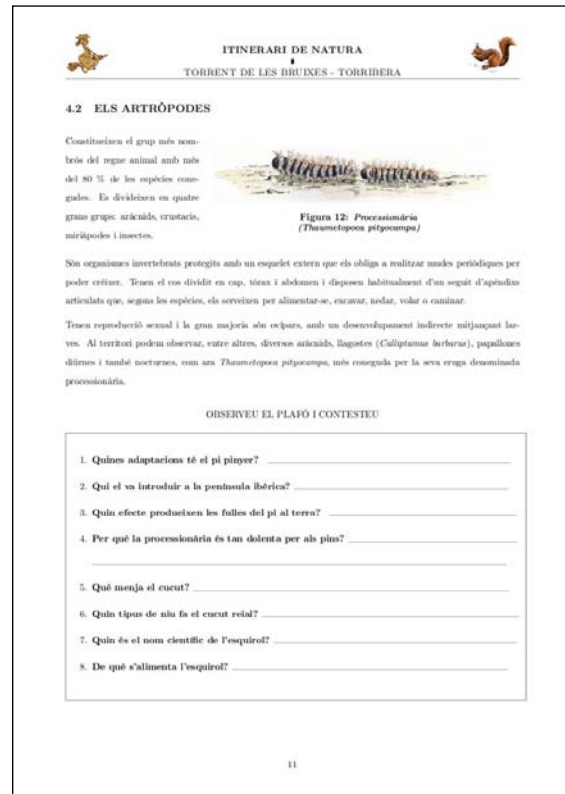 ITINERARI DE NATURA
TORRENT DE LES BRUIXES - TORRIBERA
4.2 ELS ARTRÒPODES
Constitueixen el grup més nom-
brós del regne animal amb més
del 80 % de les espècies cone-
gudes. Es divideixen en quatre
grans grups: aràcnids, crustacis,
miriàpodes i insectes.
Figura 12: Processionària
(Thaumetopoea pityocampa)
Són organismes invertebrats protegits amb un esquelet extern que els obliga a realitzar mudes periòdiques per
poder créixer. Tenen el cos dividit en cap, tòrax i abdomen i disposen habitualment d'un seguit d'apèndixs
articulats que, segons les espècies, els serveixen per alimentar-se, excavar, nedar, volar o caminar.
Tenen reproducció sexual i la gran majoria són ovípars, amb un desenvolupament indirecte mitjançant lar-
ves. Al territori podem observar, entre altres, diversos aràcnids, llagostes (Calliptamus barbarus), papallones
diürnes i també nocturnes, com ara Thaumetopoea pityocampa, més coneguda per la seva eruga denominada
processionària.
OBSERVEU EL PLAFÓ I CONTESTEU
1. Quines adaptacions té el pi pinyer?
2. Qui el va introduir a la península ibèrica?
3. Quin efecte produeixen les fulles del pi al terra?
4. Per què la processionària és tan dolenta per als pins?
5. Què menja el cucut?
6. Quin tipus de niu fa el cucut reial?
7. Quin és el nom científic de l'esquirol?
8. De què s'alimenta l'esquirol?
11